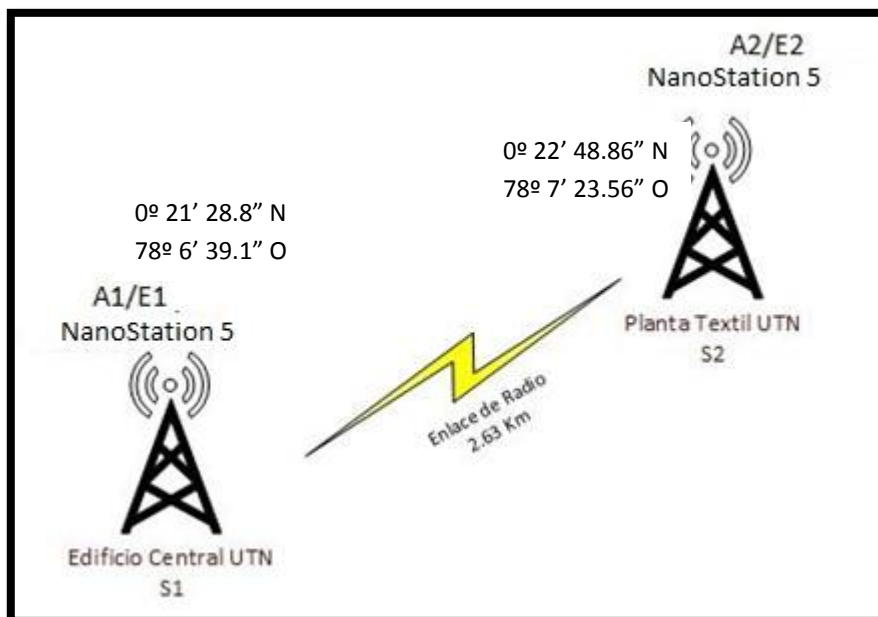 A2/E2
NanoStation 5
0º 22’ 48.86” N
78º 7’ 23.56” O
0º 21’ 28.8” N
78º 6’ 39.1” O
A1/E1
NanoStation 5
Planta Textil UTN
S2
Enlace de Radio
2.63 Km
Edificio Central UTN
S1